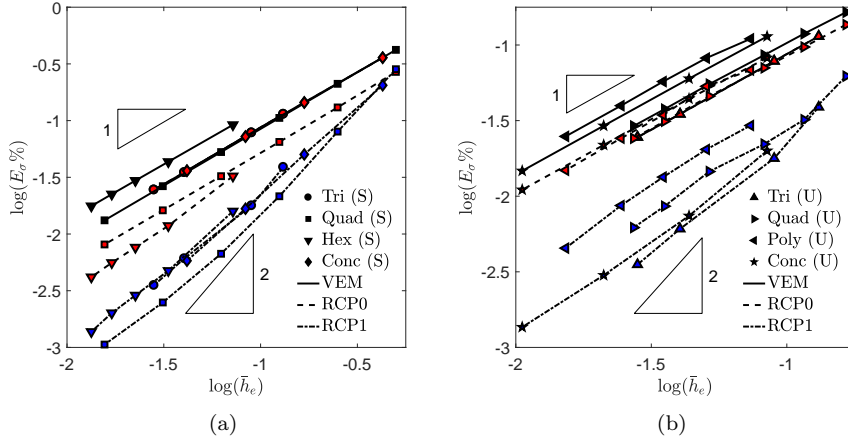 0
-0.5
-1
-1.5
-2
-2.5
-3
log(E_σ%)
1
2
Tri (S)
Quad (S)
Hex (S)
Conc (S)
VEM
RCP0
RCP1
-2 -1.5 -1 -0.5
log(h̄_e)
(a)
-1
-1.5
-2
-2.5
-3
log(E_σ%)
1
2
Tri (U)
Quad (U)
Poly (U)
Conc (U)
VEM
RCP0
RCP1
-2 -1.5 -1
log(h̄_e)
(b)